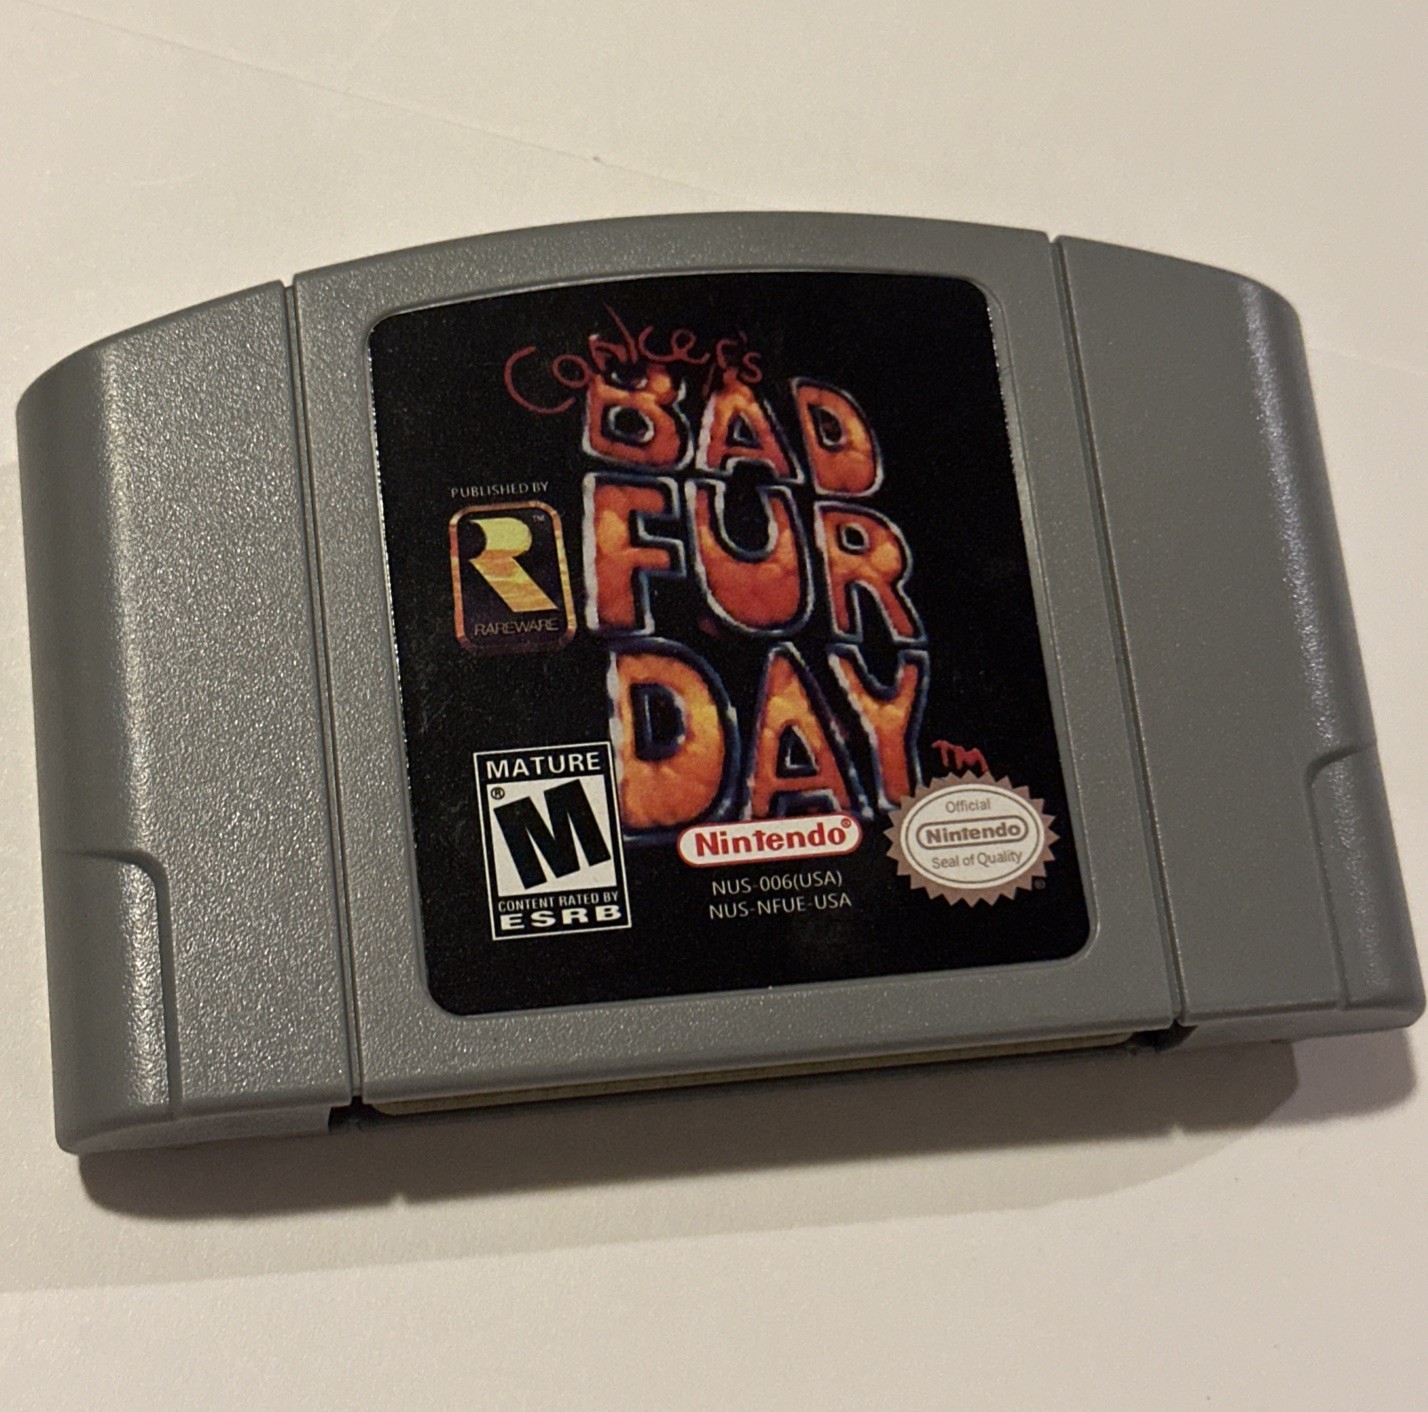 Conker's
BAD
FUR
DAY
TM
PUBLISHED BY
R
TM
RAREWARE
MATURE
®
M
CONTENT RATED BY
ESRB
Nintendo®
NUS-006(USA)
NUS-NFUE-USA
Official
Nintendo
Seal of Quality
®